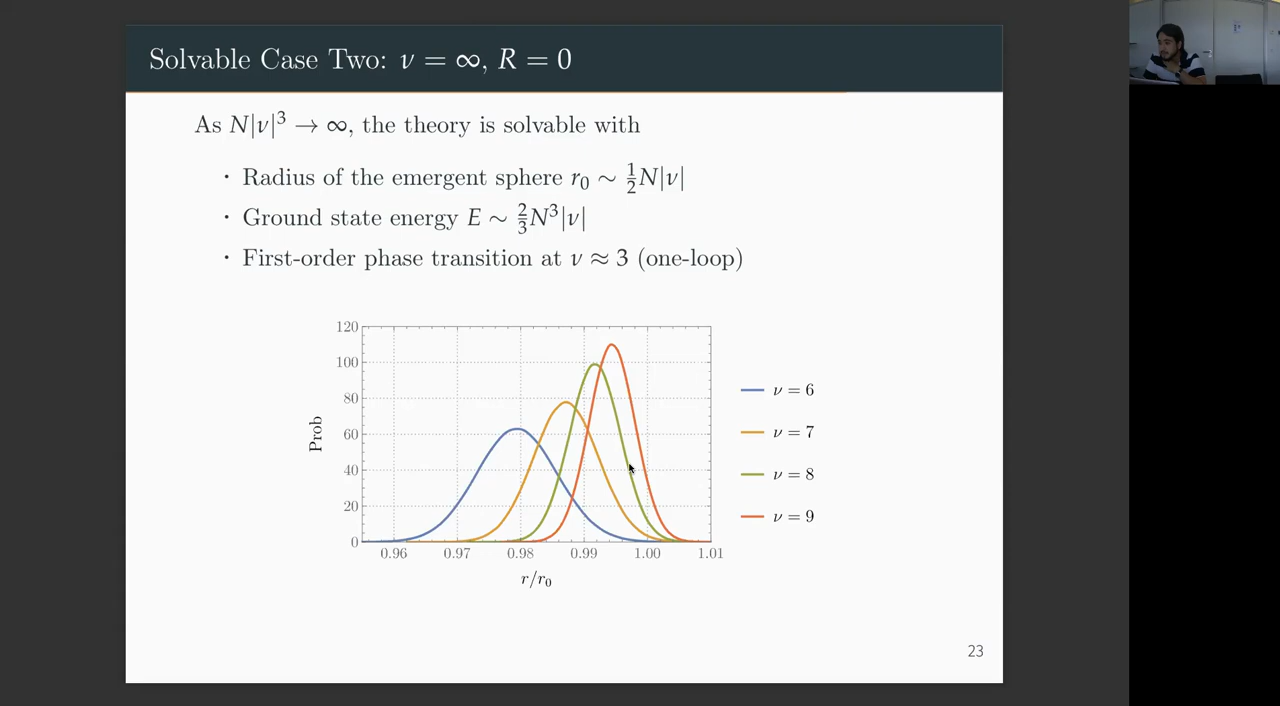 Solvable Case Two: ν = ∞, R = 0
As N|ν|³ → ∞, the theory is solvable with
· Radius of the emergent sphere r₀ ∼ ½N|ν|
· Ground state energy E ∼ ⅔N³|ν|
· First-order phase transition at ν ≈ 3 (one-loop)
120
100
80
60
40
20
0
Prob
0.96 0.97 0.98 0.99 1.00 1.01
r/r₀
ν = 6
ν = 7
ν = 8
ν = 9
23